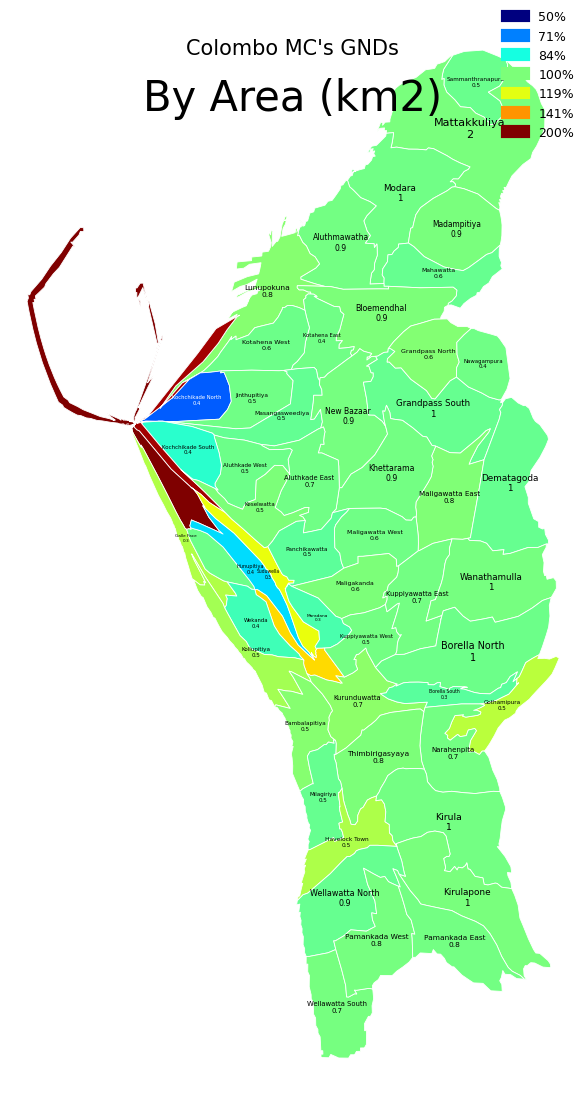 Colombo MC's GNDs
By Area (km2)
50%
71%
84%
100%
119%
141%
200%
Sammanthranapur...
0.5
Mattakkuliya
2
Modara
1
Madampitiya
0.9
Aluthmawatha
0.9
Mahawatta
0.6
Lunupokuna
0.8
Bloemendhal
0.9
Kotahena East
0.4
Kotahena West
0.6
Grandpass North
0.6
Nawagampura
0.4
Kochchikade North
0.4
Jinthupitiya
0.5
Masangasweediya
0.5
New Bazaar
0.9
Grandpass South
1
Kochchikade South
0.4
Aluthkade West
0.5
Aluthkade East
0.7
Khettarama
0.9
Dematagoda
1
Maligawatta East
0.8
Keselwatta
0.5
Maligawatta West
0.6
Galle Face
Panchikawatta
0.5
Hunupitiya
0.4
Maligakanda
0.6
Wanathamulla
1
Kuppiyawatta East
0.7
Maradana
0.3
Wekanda
0.4
Kuppiyawatta West
0.5
Kollupitiya
0.5
Borella North
1
Borella South
0.3
Kurunduwatta
0.7
Gothamipura
0.5
Bambalapitiya
0.5
Thimbirigasyaya
0.8
Narahenpita
0.7
Milagiriya
0.5
Kirula
1
Havelock Town
0.5
Wellawatta North
0.9
Kirulapone
1
Pamankada West
0.8
Pamankada East
0.8
Wellawatta South
0.7